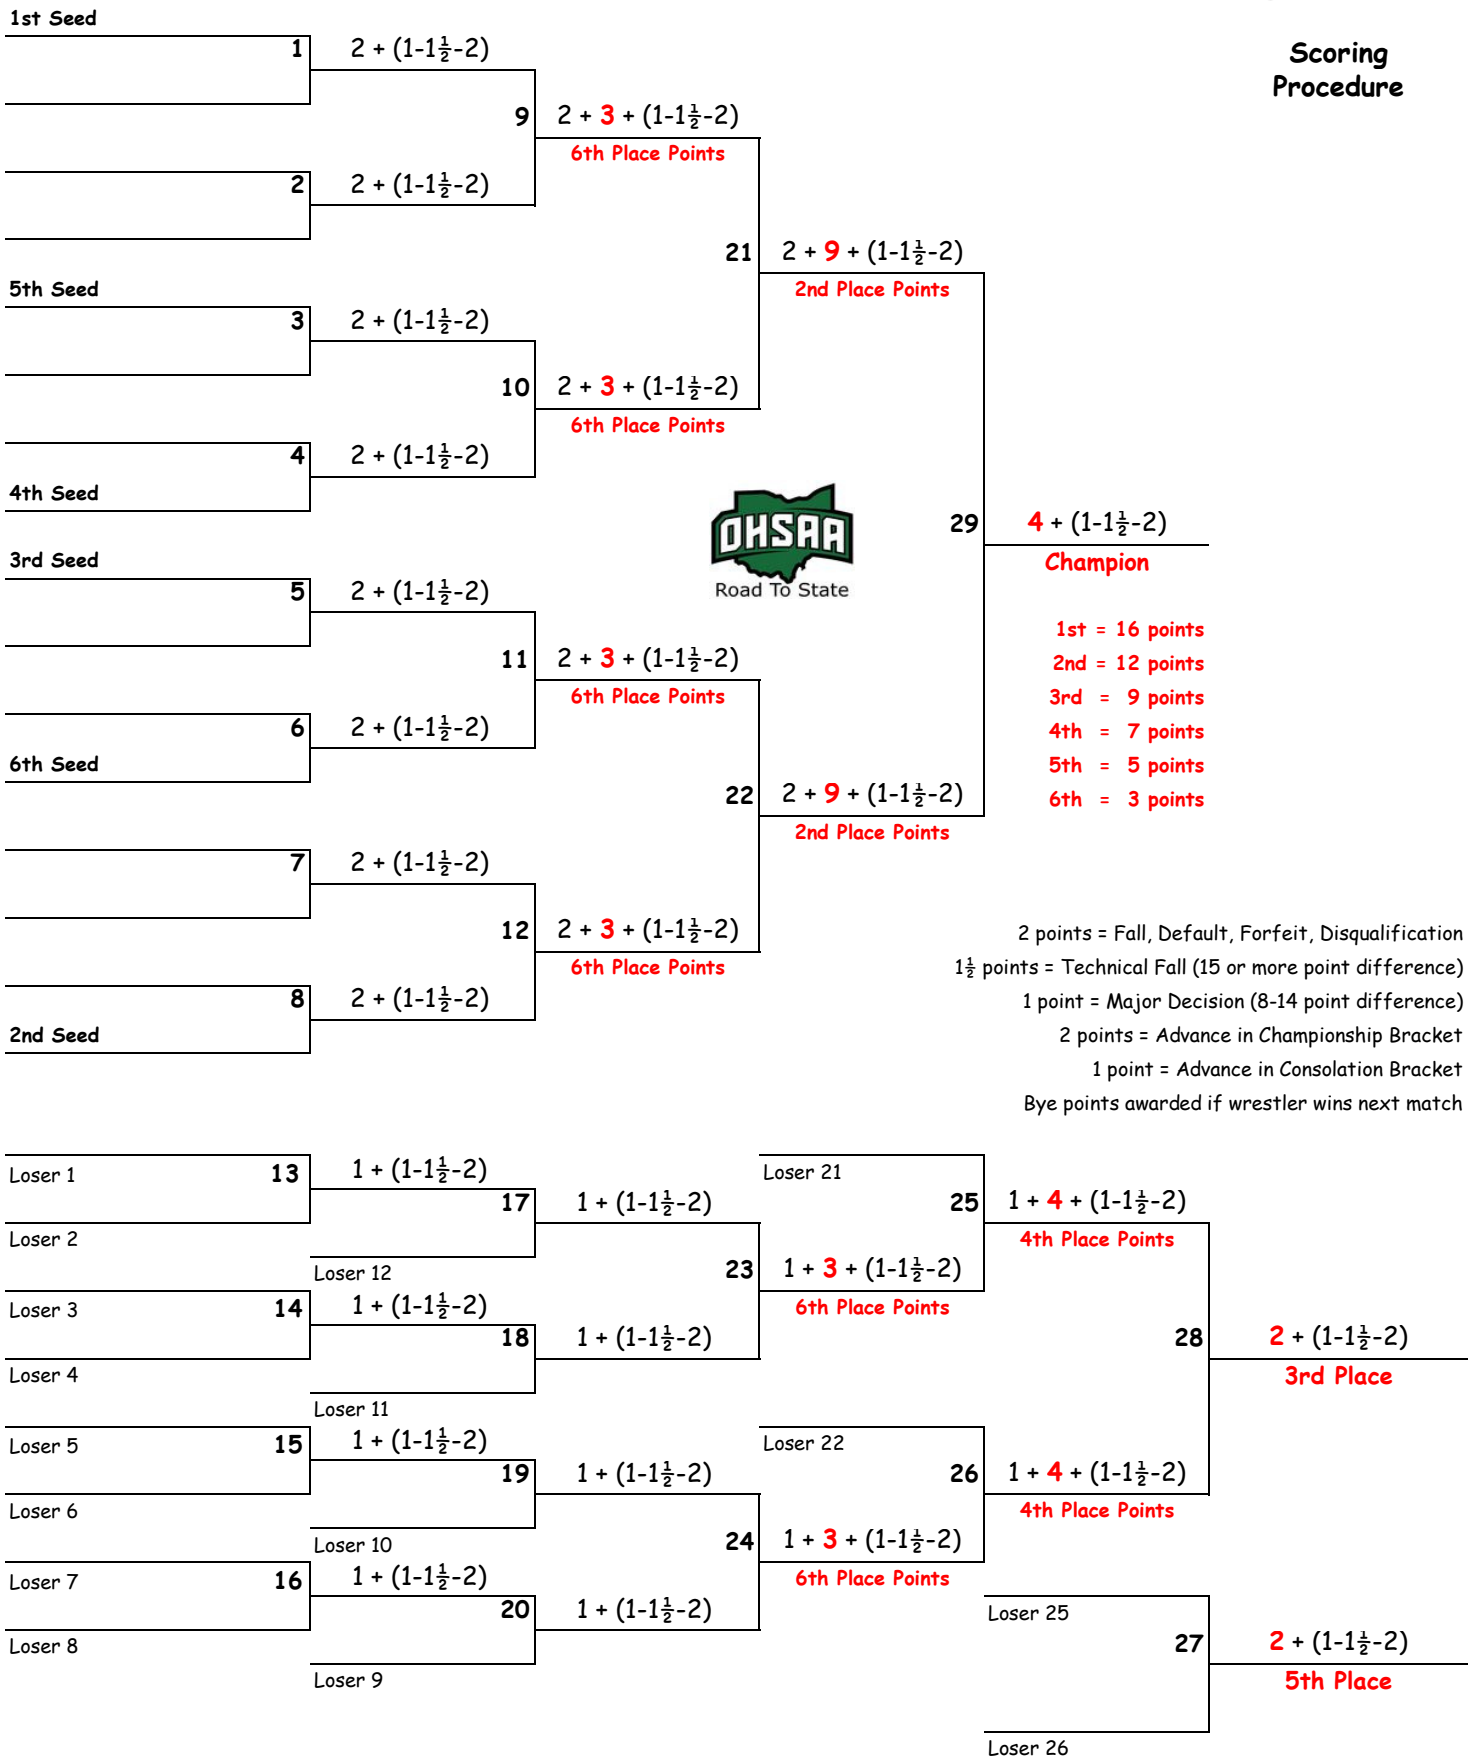 1st Seed
Scoring
Procedure
1
2 + (1-1½-2)
9
2 + 3 + (1-1½-2)
6th Place Points
2
2 + (1-1½-2)
21
2 + 9 + (1-1½-2)
2nd Place Points
5th Seed
3
2 + (1-1½-2)
10
2 + 3 + (1-1½-2)
6th Place Points
4
2 + (1-1½-2)
4th Seed
OHSAA
Road To State
29
4 + (1-1½-2)
Champion
3rd Seed
5
2 + (1-1½-2)
1st = 16 points
2nd = 12 points
3rd = 9 points
4th = 7 points
5th = 5 points
6th = 3 points
11
2 + 3 + (1-1½-2)
6th Place Points
6
2 + (1-1½-2)
6th Seed
22
2 + 9 + (1-1½-2)
2nd Place Points
7
2 + (1-1½-2)
12
2 + 3 + (1-1½-2)
6th Place Points
8
2 + (1-1½-2)
2nd Seed
2 points = Fall, Default, Forfeit, Disqualification
1½ points = Technical Fall (15 or more point difference)
1 point = Major Decision (8-14 point difference)
2 points = Advance in Championship Bracket
1 point = Advance in Consolation Bracket
Bye points awarded if wrestler wins next match
Loser 1
13
1 + (1-1½-2)
Loser 2
17
1 + (1-1½-2)
Loser 12
Loser 21
25
1 + 4 + (1-1½-2)
4th Place Points
23
1 + 3 + (1-1½-2)
6th Place Points
Loser 3
14
1 + (1-1½-2)
Loser 4
18
1 + (1-1½-2)
Loser 11
28
2 + (1-1½-2)
3rd Place
Loser 5
15
1 + (1-1½-2)
Loser 6
19
1 + (1-1½-2)
Loser 10
Loser 22
26
1 + 4 + (1-1½-2)
4th Place Points
24
1 + 3 + (1-1½-2)
6th Place Points
Loser 7
16
1 + (1-1½-2)
Loser 8
20
1 + (1-1½-2)
Loser 9
Loser 25
27
2 + (1-1½-2)
5th Place
Loser 26